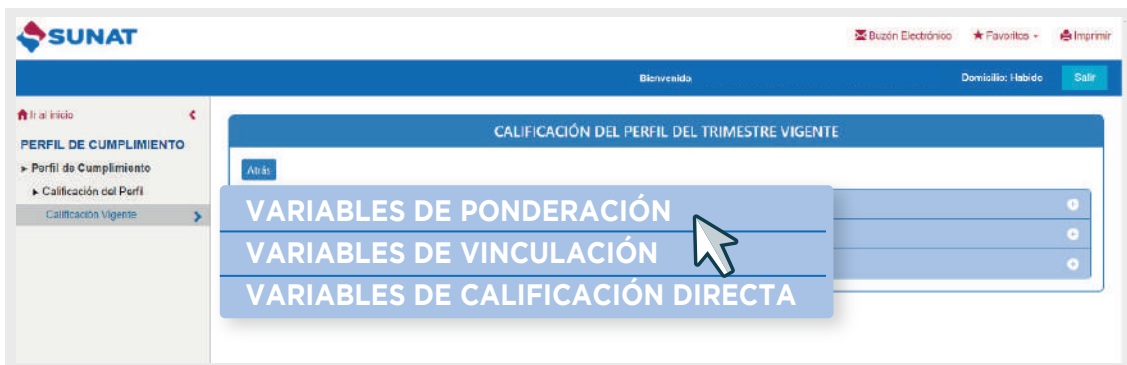 SUNAT
Buzón Electrónico
Favoritos
Imprimir
Bienvenido
Domicilio: Habido
Salir
Ir al inicio
PERFIL DE CUMPLIMIENTO
Perfil de Cumplimiento
Calificación del Perfil
Calificación Vigente
CALIFICACIÓN DEL PERFIL DEL TRIMESTRE VIGENTE
Atrás
VARIABLES DE PONDERACIÓN
VARIABLES DE VINCULACIÓN
VARIABLES DE CALIFICACIÓN DIRECTA